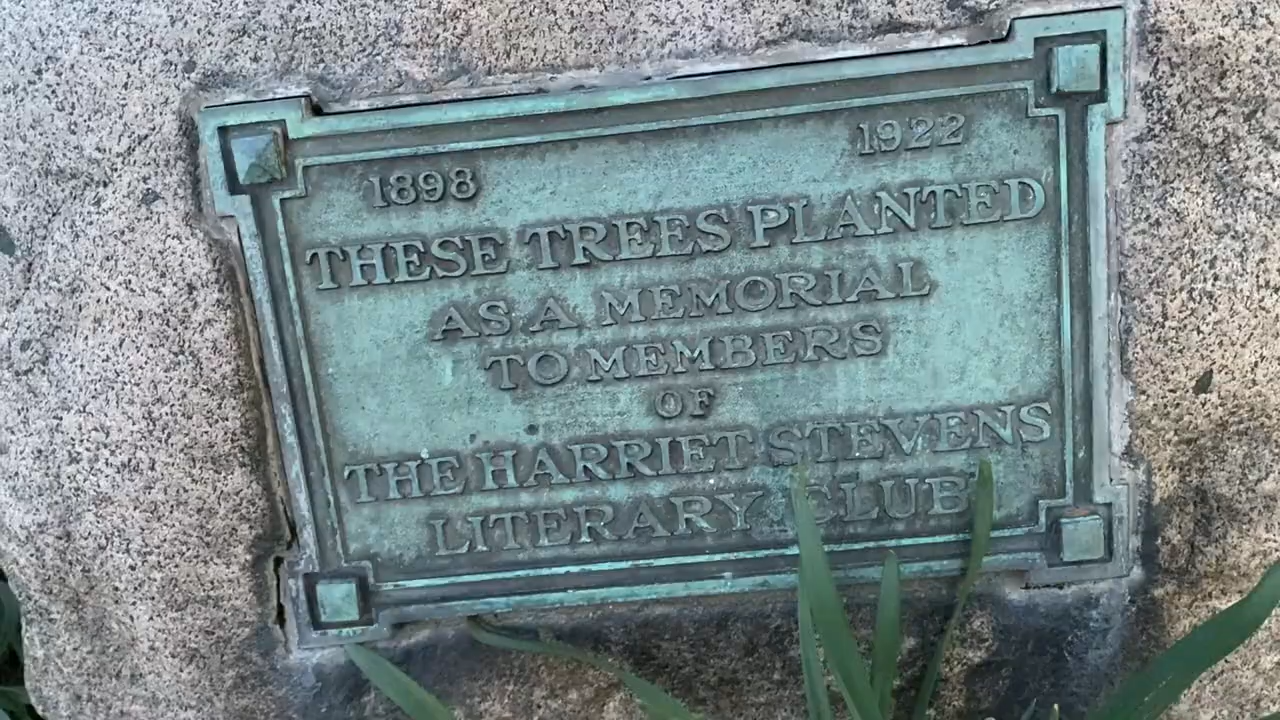 1898 1922
THESE TREES PLANTED
AS A MEMORIAL
TO MEMBERS
OF
THE HARRIET STEVENS
LITERARY CLUB